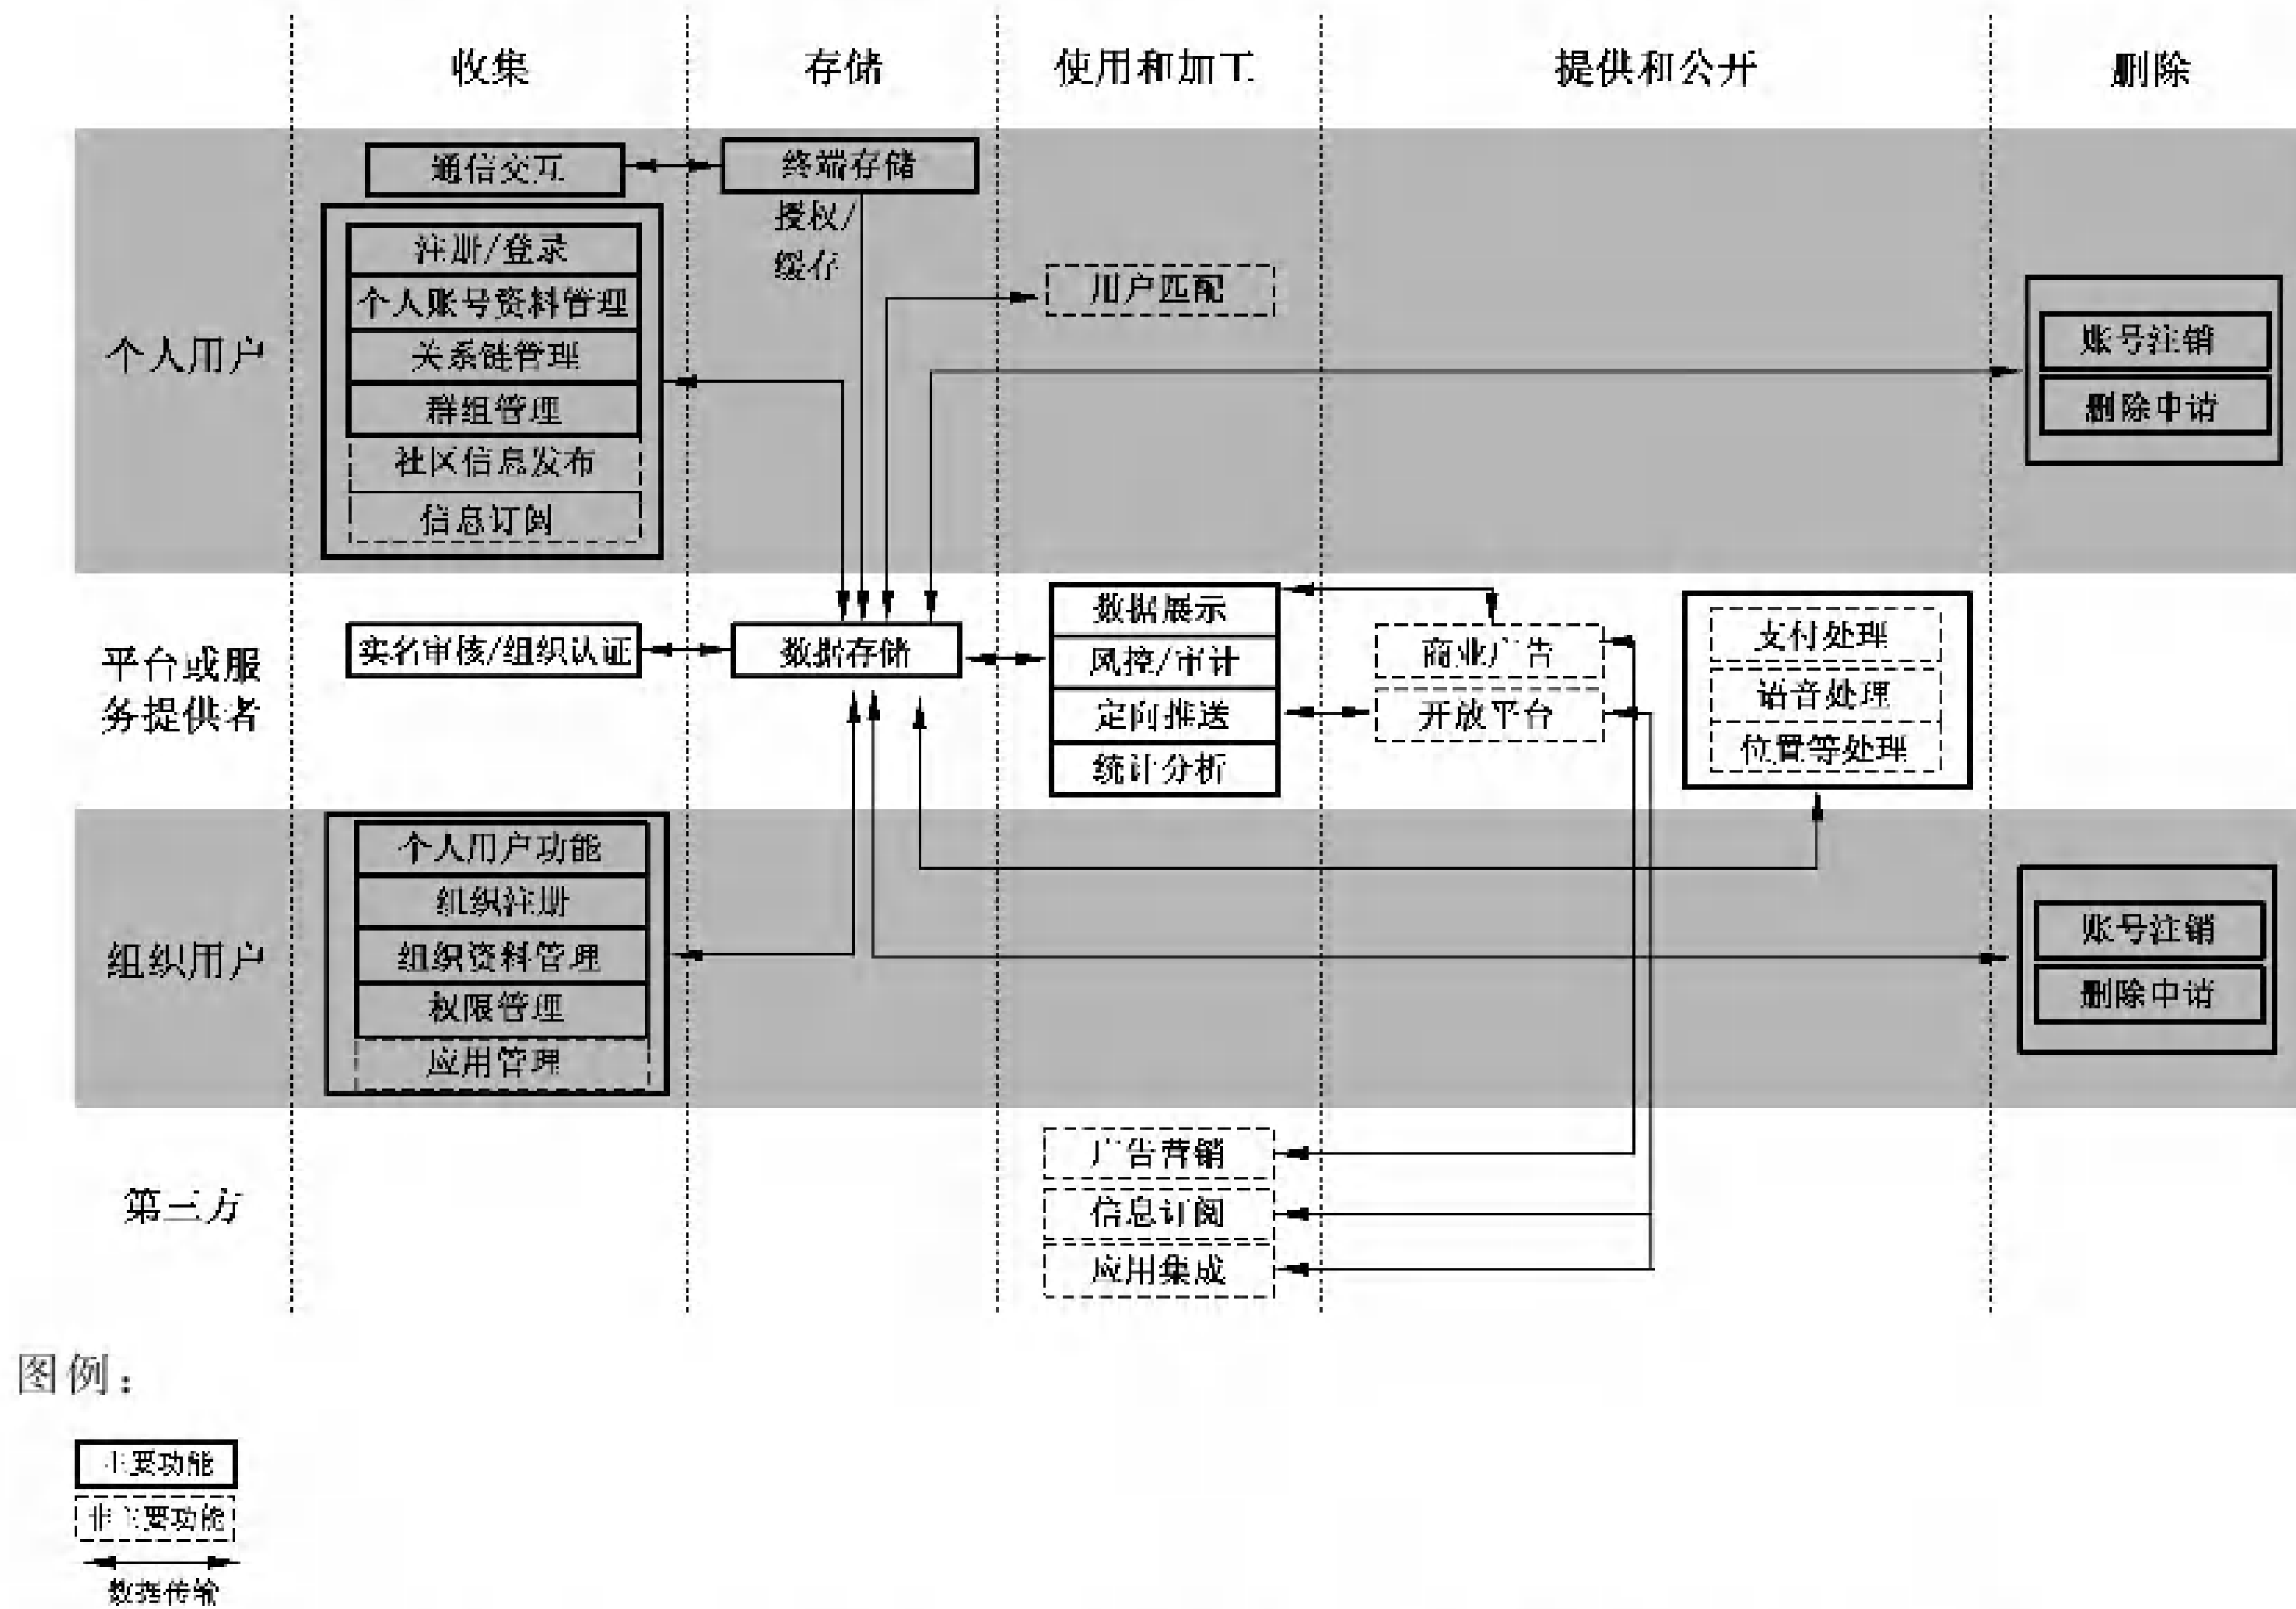 收集
存储
使用和加工
提供和公开
删除
个人用户
通信交互
终端存储
授权/
缓存
注册/登录
个人账号资料管理
关系链管理
群组管理
社区信息发布
信息订阅
用户匹配
账号注销
删除申请
平台或服
务提供者
实名审核/组织认证
数据存储
数据展示
风控/审计
定向推送
统计分析
商业广告
开放平台
支付处理
语音处理
位置等处理
组织用户
个人用户功能
组织注册
组织资料管理
权限管理
应用管理
账号注销
删除申请
第三方
广告营销
信息订阅
应用集成
图例：
主要功能
非主要功能
数据传输